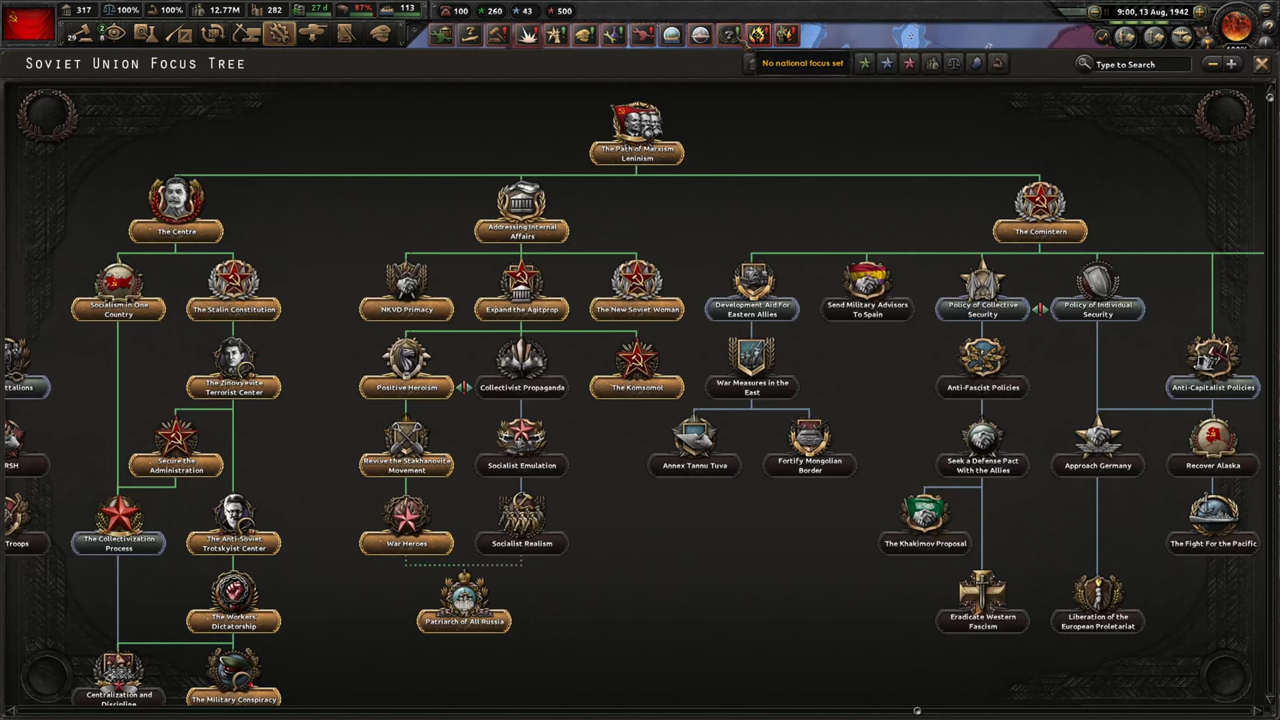 317
100%
100%
12.77M
282
27 d
87%
113
100
260
43
500
9:00, 13 Aug, 1942
29
2
8
100%
Soviet Union Focus Tree
No national focus set
Type to Search
The Path of Marxism
Leninism
The Centre
Addressing Internal
Affairs
The Comintern
Socialism in One
Country
The Stalin Constitution
NKVD Primacy
Expand the Agitprop
The New Soviet Woman
Development Aid For
Eastern Allies
Send Military Advisors
To Spain
Policy of Collective
Security
Policy of Individual
Security
ttalions
The Zinovyevite
Terrorist Center
Positive Heroism
Collectivist Propaganda
The Komsomol
War Measures in the
East
Anti-Fascist Policies
Anti-Capitalist Policies
RSH
Secure the
Administration
Revive the Stakhanovite
Movement
Socialist Emulation
Annex Tannu Tuva
Fortify Mongolian
Border
Seek a Defense Pact
With the Allies
Approach Germany
Recover Alaska
Troops
The Collectivization
Process
The Anti-Soviet
Trotskyist Center
War Heroes
Socialist Realism
The Khakimov Proposal
The Fight For the Pacific
The Workers
Dictatorship
Patriarch of All Russia
Eradicate Western
Fascism
Liberation of the
European Proletariat
Centralization and
Discipline
The Military Conspiracy